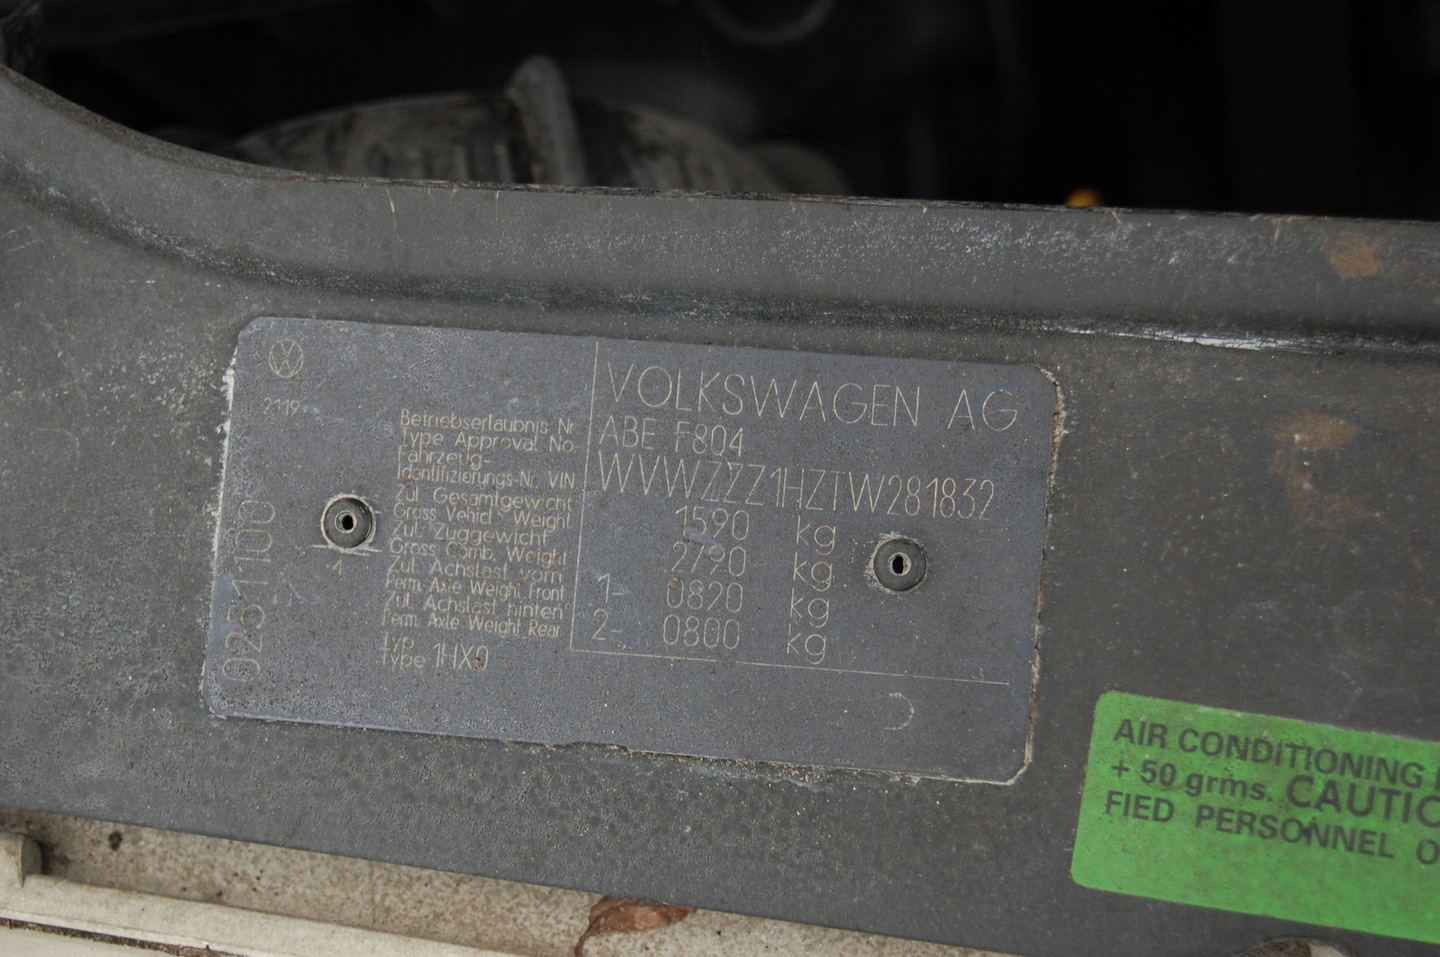 2119
0251100
VOLKSWAGEN AG
Betriebserlaubnis Nr
Type Approval No.
ABE F804
Fahrzeug-
Identifizierungs-Nr. VIN
WVWZZZ1HZTW281832
Zul. Gesamtgewicht
Gross Vehicl. Weight
1590 kg
Zul. Zuggewicht
Gross Comb. Weight
2790 kg
Zul. Achslast vorn
Perm. Axle Weight Front
1- 0820 kg
Zul. Achslast hinten
Perm. Axle Weight Rear
2- 0800 kg
Typ
Type 1HX0
1
AIR CONDITIONING
+ 50 grms. CAUTIO
FIED PERSONNEL O